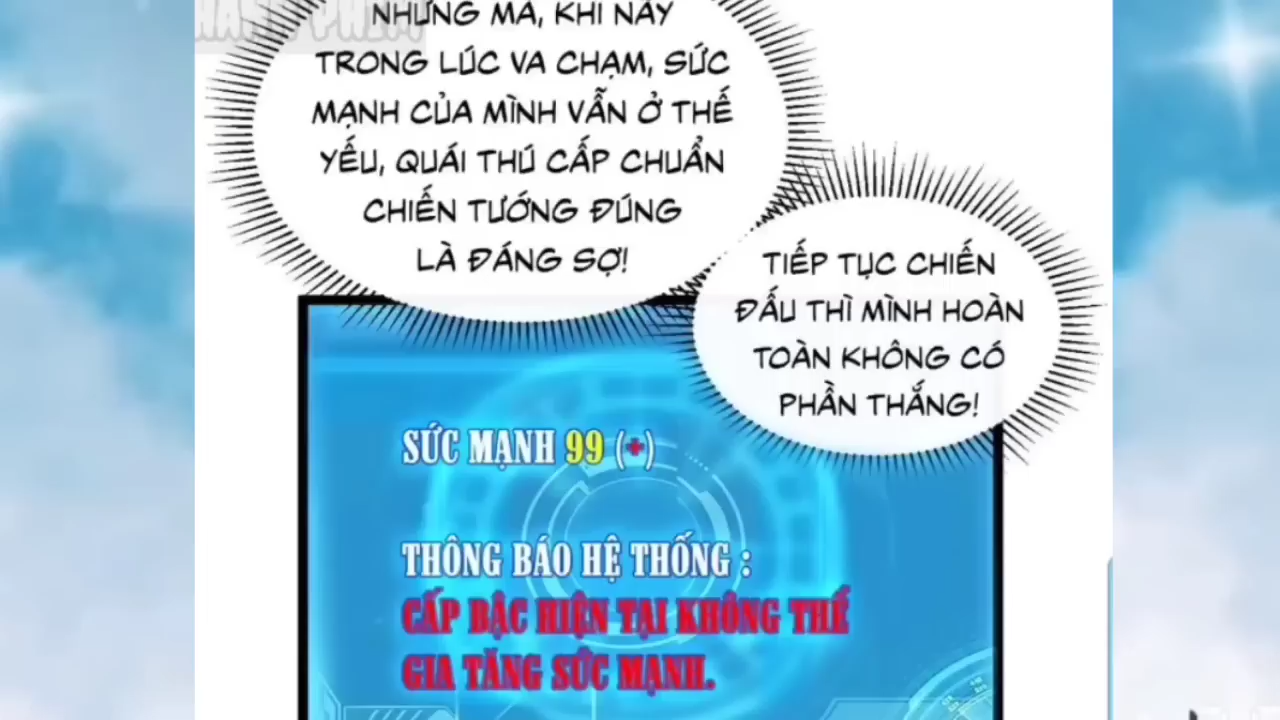 NHƯNG MÀ, KHI NÃY
TRONG LÚC VA CHẠM, SỨC
MẠNH CỦA MÌNH VẪN Ở THẾ
YẾU, QUÁI THÚ CẤP CHUẨN
CHIẾN TƯỚNG ĐÚNG
LÀ ĐÁNG SỢ!
TIẾP TỤC CHIẾN
ĐẤU THÌ MÌNH HOÀN
TOÀN KHÔNG CÓ
PHẦN THẮNG!
SỨC MẠNH 99 (+)
THÔNG BÁO HỆ THỐNG :
CẤP BẬC HIỆN TẠI KHÔNG THỂ
GIA TĂNG SỨC MẠNH.